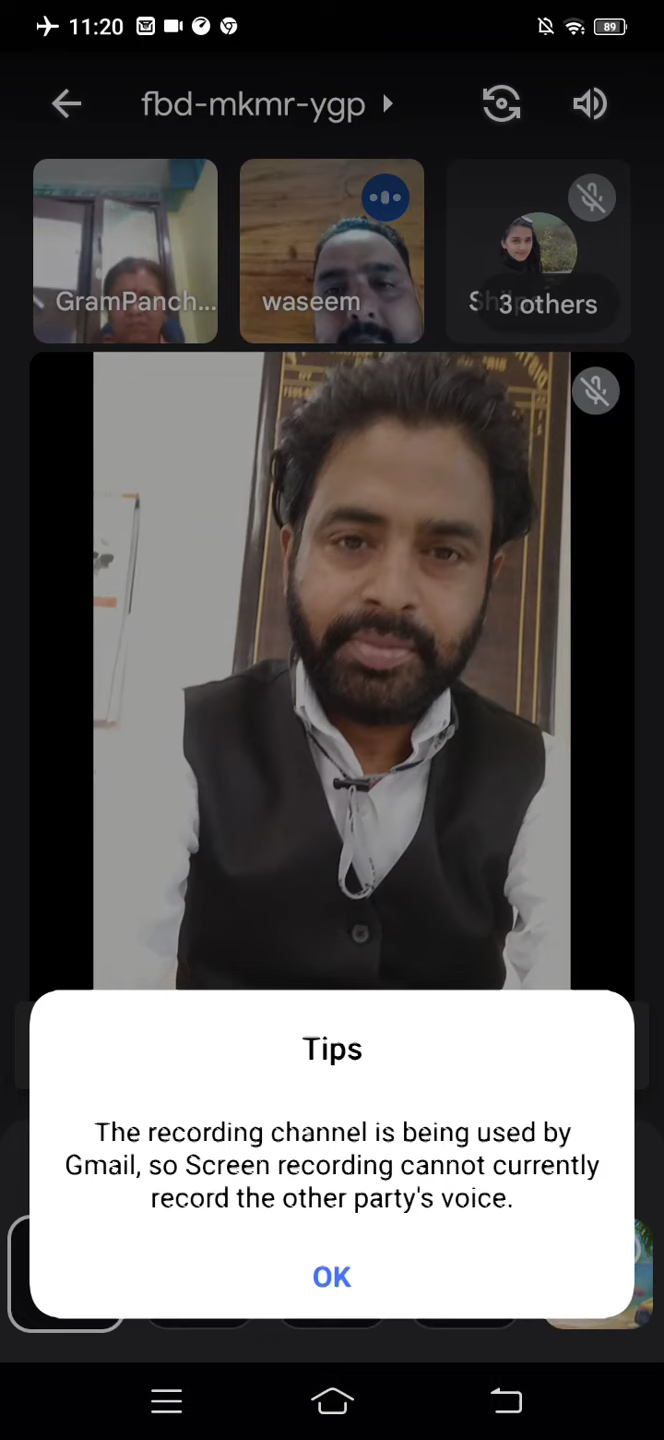 11:20
89
fbd-mkmr-ygp
GramPanch...
waseem
3 others
Tips
The recording channel is being used by
Gmail, so Screen recording cannot currently
record the other party's voice.
OK